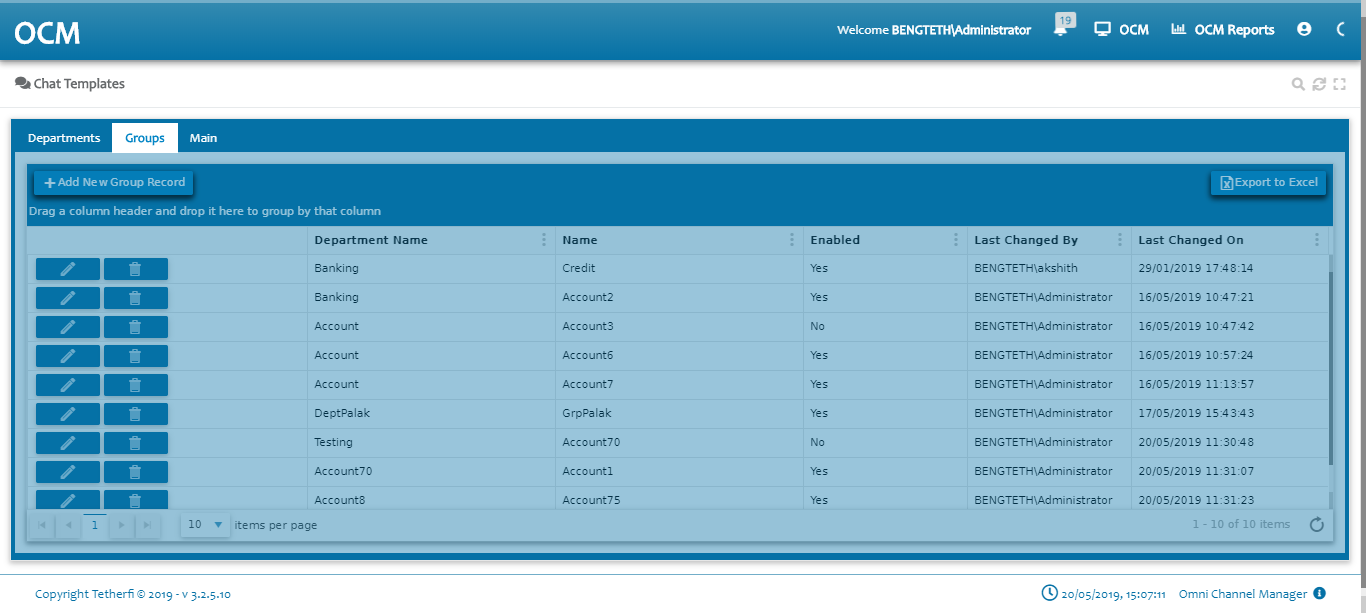 OCM
Welcome BENGTETH\Administrator 19 OCM OCM Reports
Chat Templates
Departments Groups Main
Add New Group Record Export to Excel
Drag a column header and drop it here to group by that column
Department Name Name Enabled Last Changed By Last Changed On
Banking Credit Yes BENGTETH\akshith 29/01/2019 17:48:14
Banking Account2 Yes BENGTETH\Administrator 16/05/2019 10:47:21
Account Account3 No BENGTETH\Administrator 16/05/2019 10:47:42
Account Account6 Yes BENGTETH\Administrator 16/05/2019 10:57:24
Account Account7 Yes BENGTETH\Administrator 16/05/2019 11:13:57
DeptPalak GrpPalak Yes BENGTETH\Administrator 17/05/2019 15:43:43
Testing Account70 No BENGTETH\Administrator 20/05/2019 11:30:48
Account70 Account1 Yes BENGTETH\Administrator 20/05/2019 11:31:07
Account8 Account75 Yes BENGTETH\Administrator 20/05/2019 11:31:23
1 10 items per page 1 - 10 of 10 items
Copyright Tetherfi © 2019 - v 3.2.5.10 20/05/2019, 15:07:11 Omni Channel Manager